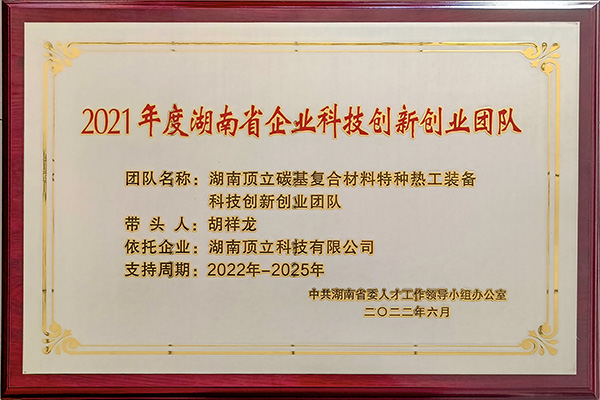 2021年度湖南省企业科技创新创业团队
团队名称：湖南顶立碳基复合材料特种热工装备
科技创新创业团队
带头人：胡祥龙
依托企业：湖南顶立科技有限公司
支持周期：2022年-2025年
中共湖南省委人才工作领导小组办公室
二〇二二年六月